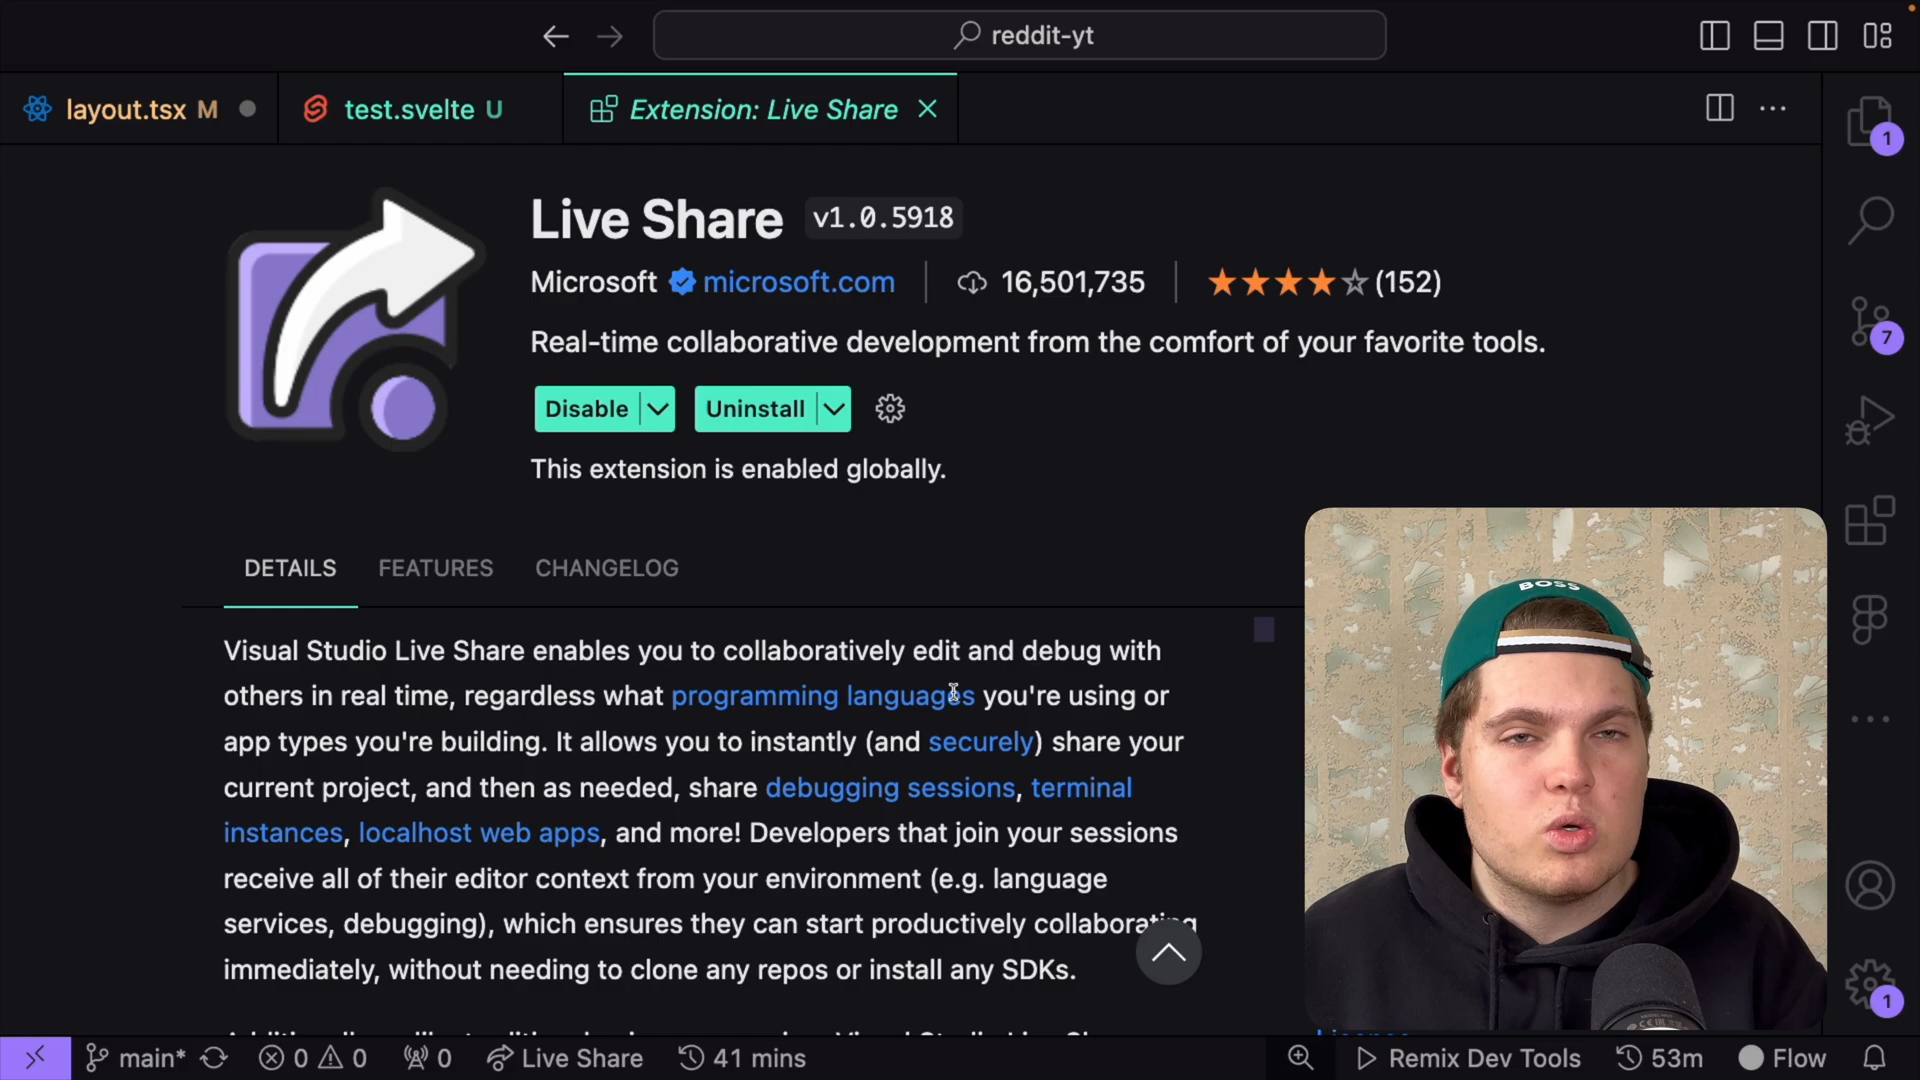 reddit-yt
layout.tsx M
test.svelte U
Extension: Live Share
1
Live Share v1.0.5918
Microsoft microsoft.com 16,501,735 (152)
Real-time collaborative development from the comfort of your favorite tools.
7
Disable
Uninstall
This extension is enabled globally.
DETAILS FEATURES CHANGELOG
BOSS
Visual Studio Live Share enables you to collaboratively edit and debug with
others in real time, regardless what programming languages you're using or
app types you're building. It allows you to instantly (and securely) share your
current project, and then as needed, share debugging sessions, terminal
instances, localhost web apps, and more! Developers that join your sessions
receive all of their editor context from your environment (e.g. language
services, debugging), which ensures they can start productively collaborating
immediately, without needing to clone any repos or install any SDKs.
1
main* 0 0 0 Live Share 41 mins Remix Dev Tools 53m Flow